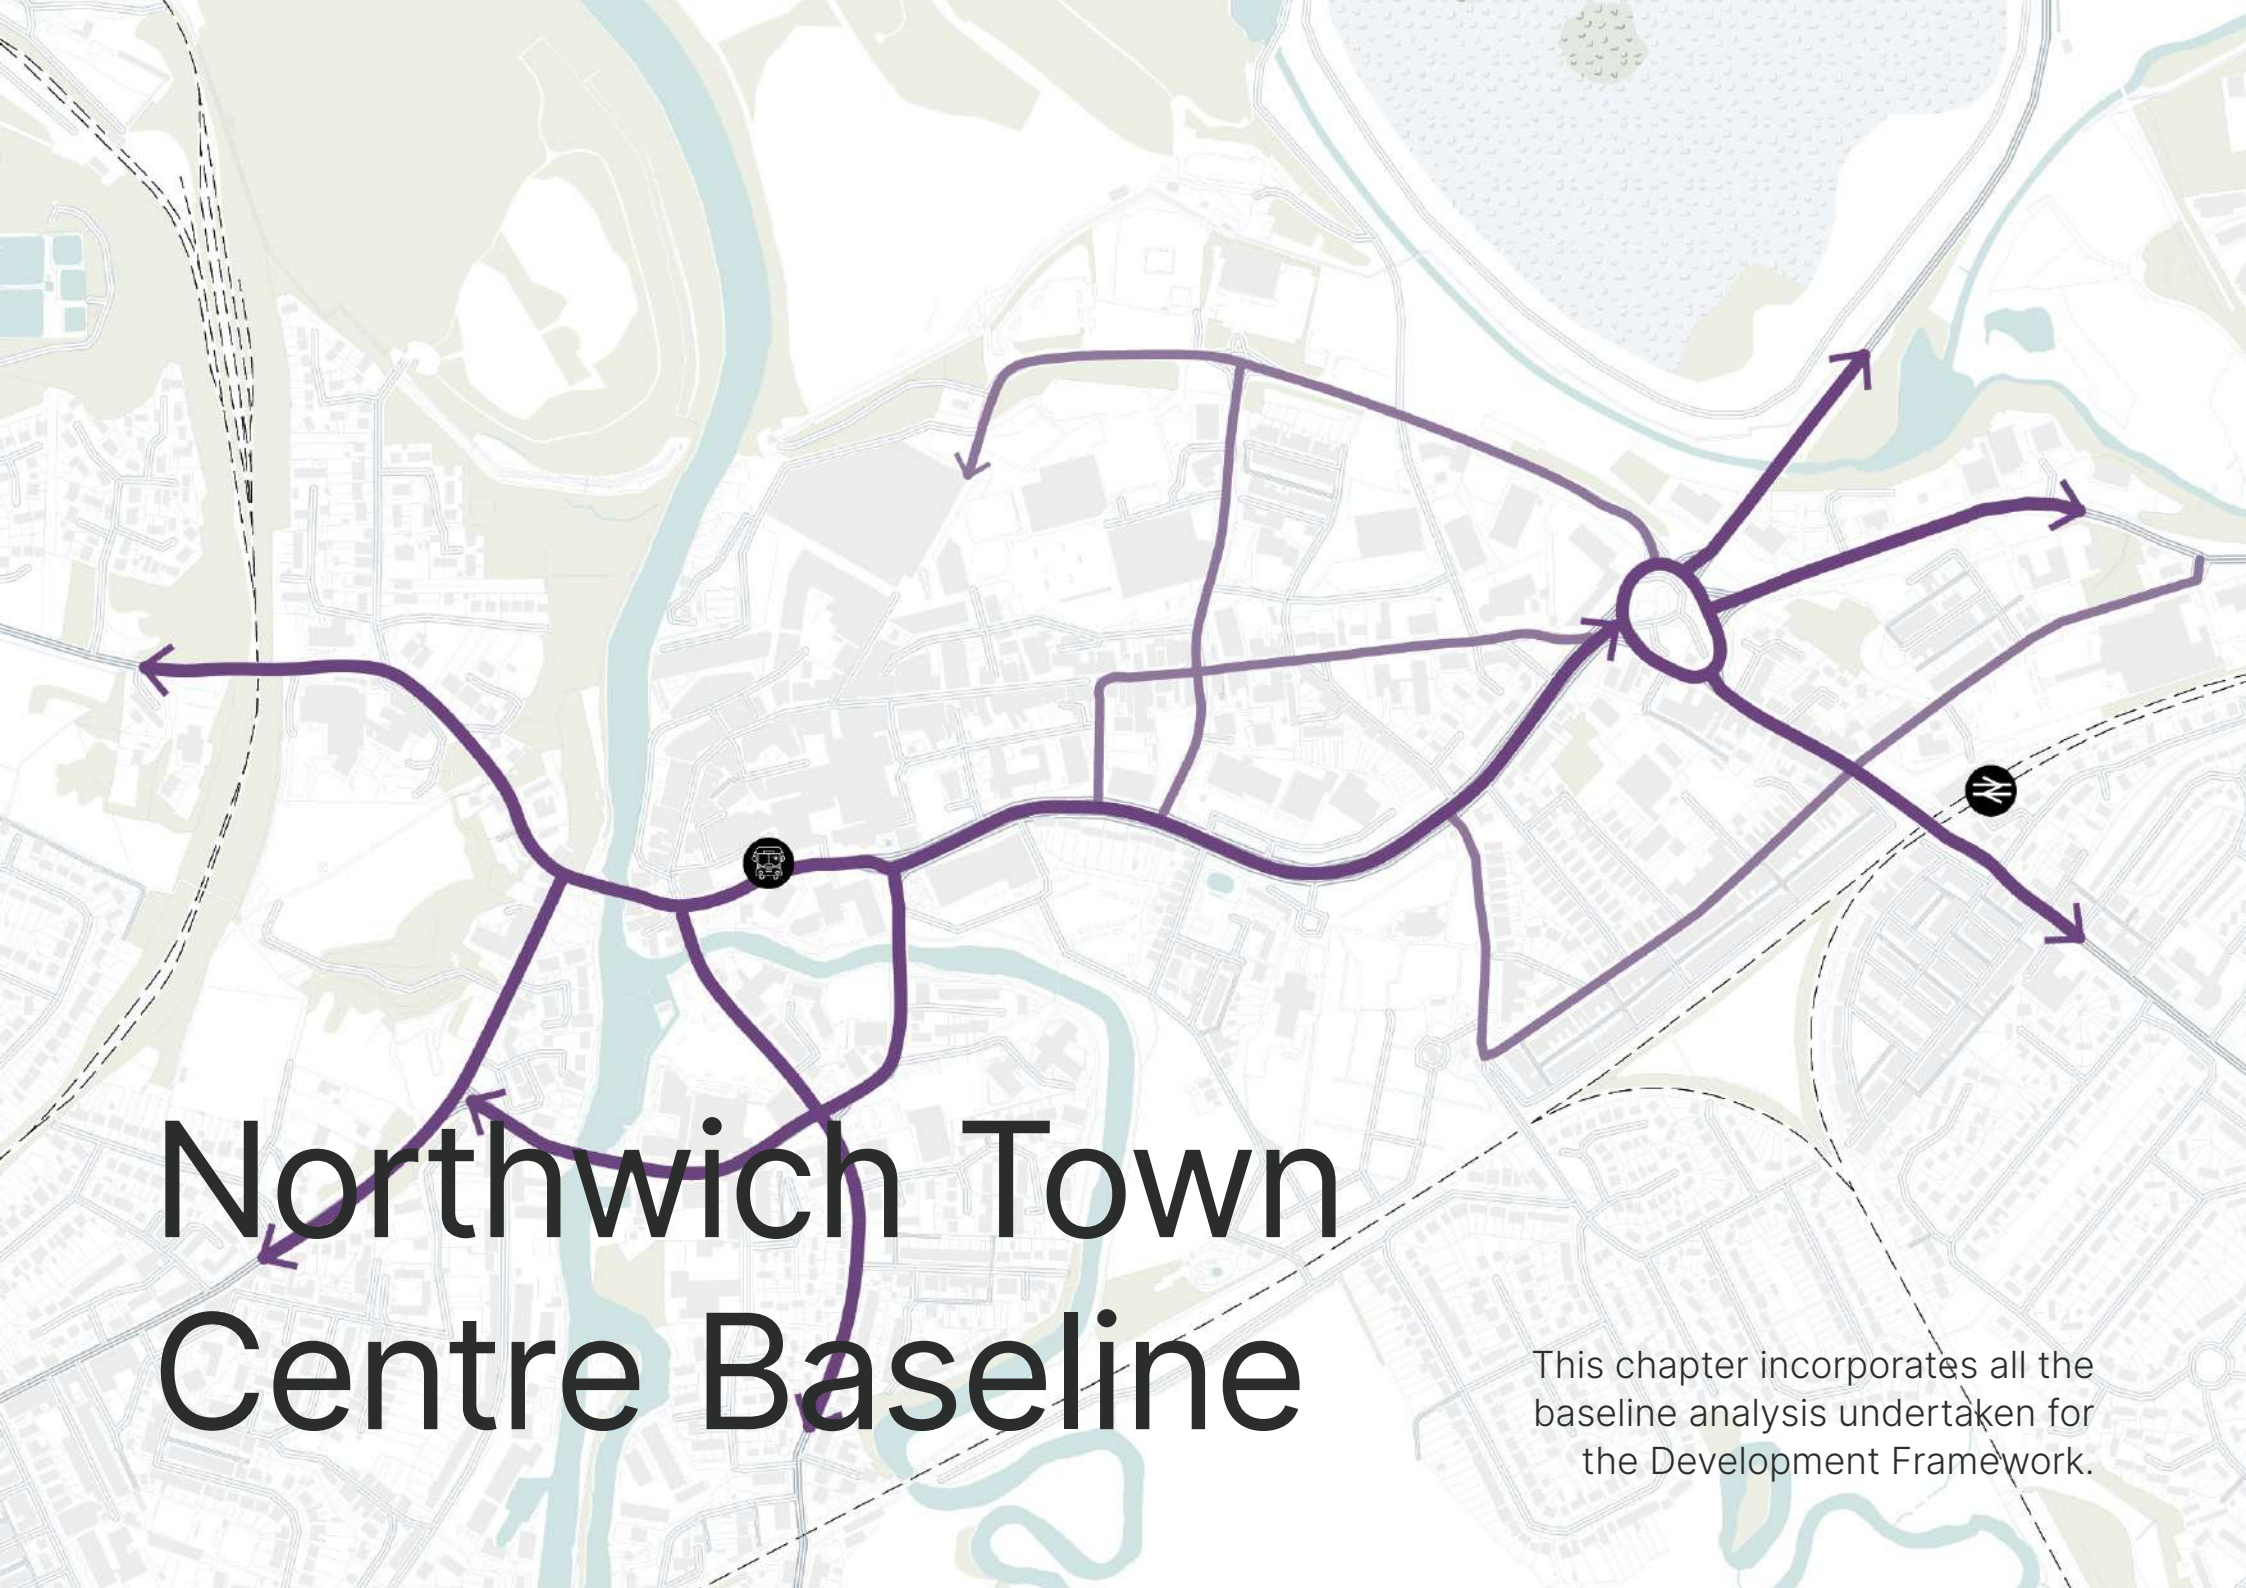 Northwich Town
Centre Baseline
This chapter incorporates all the
baseline analysis undertaken for
the Development Framework.